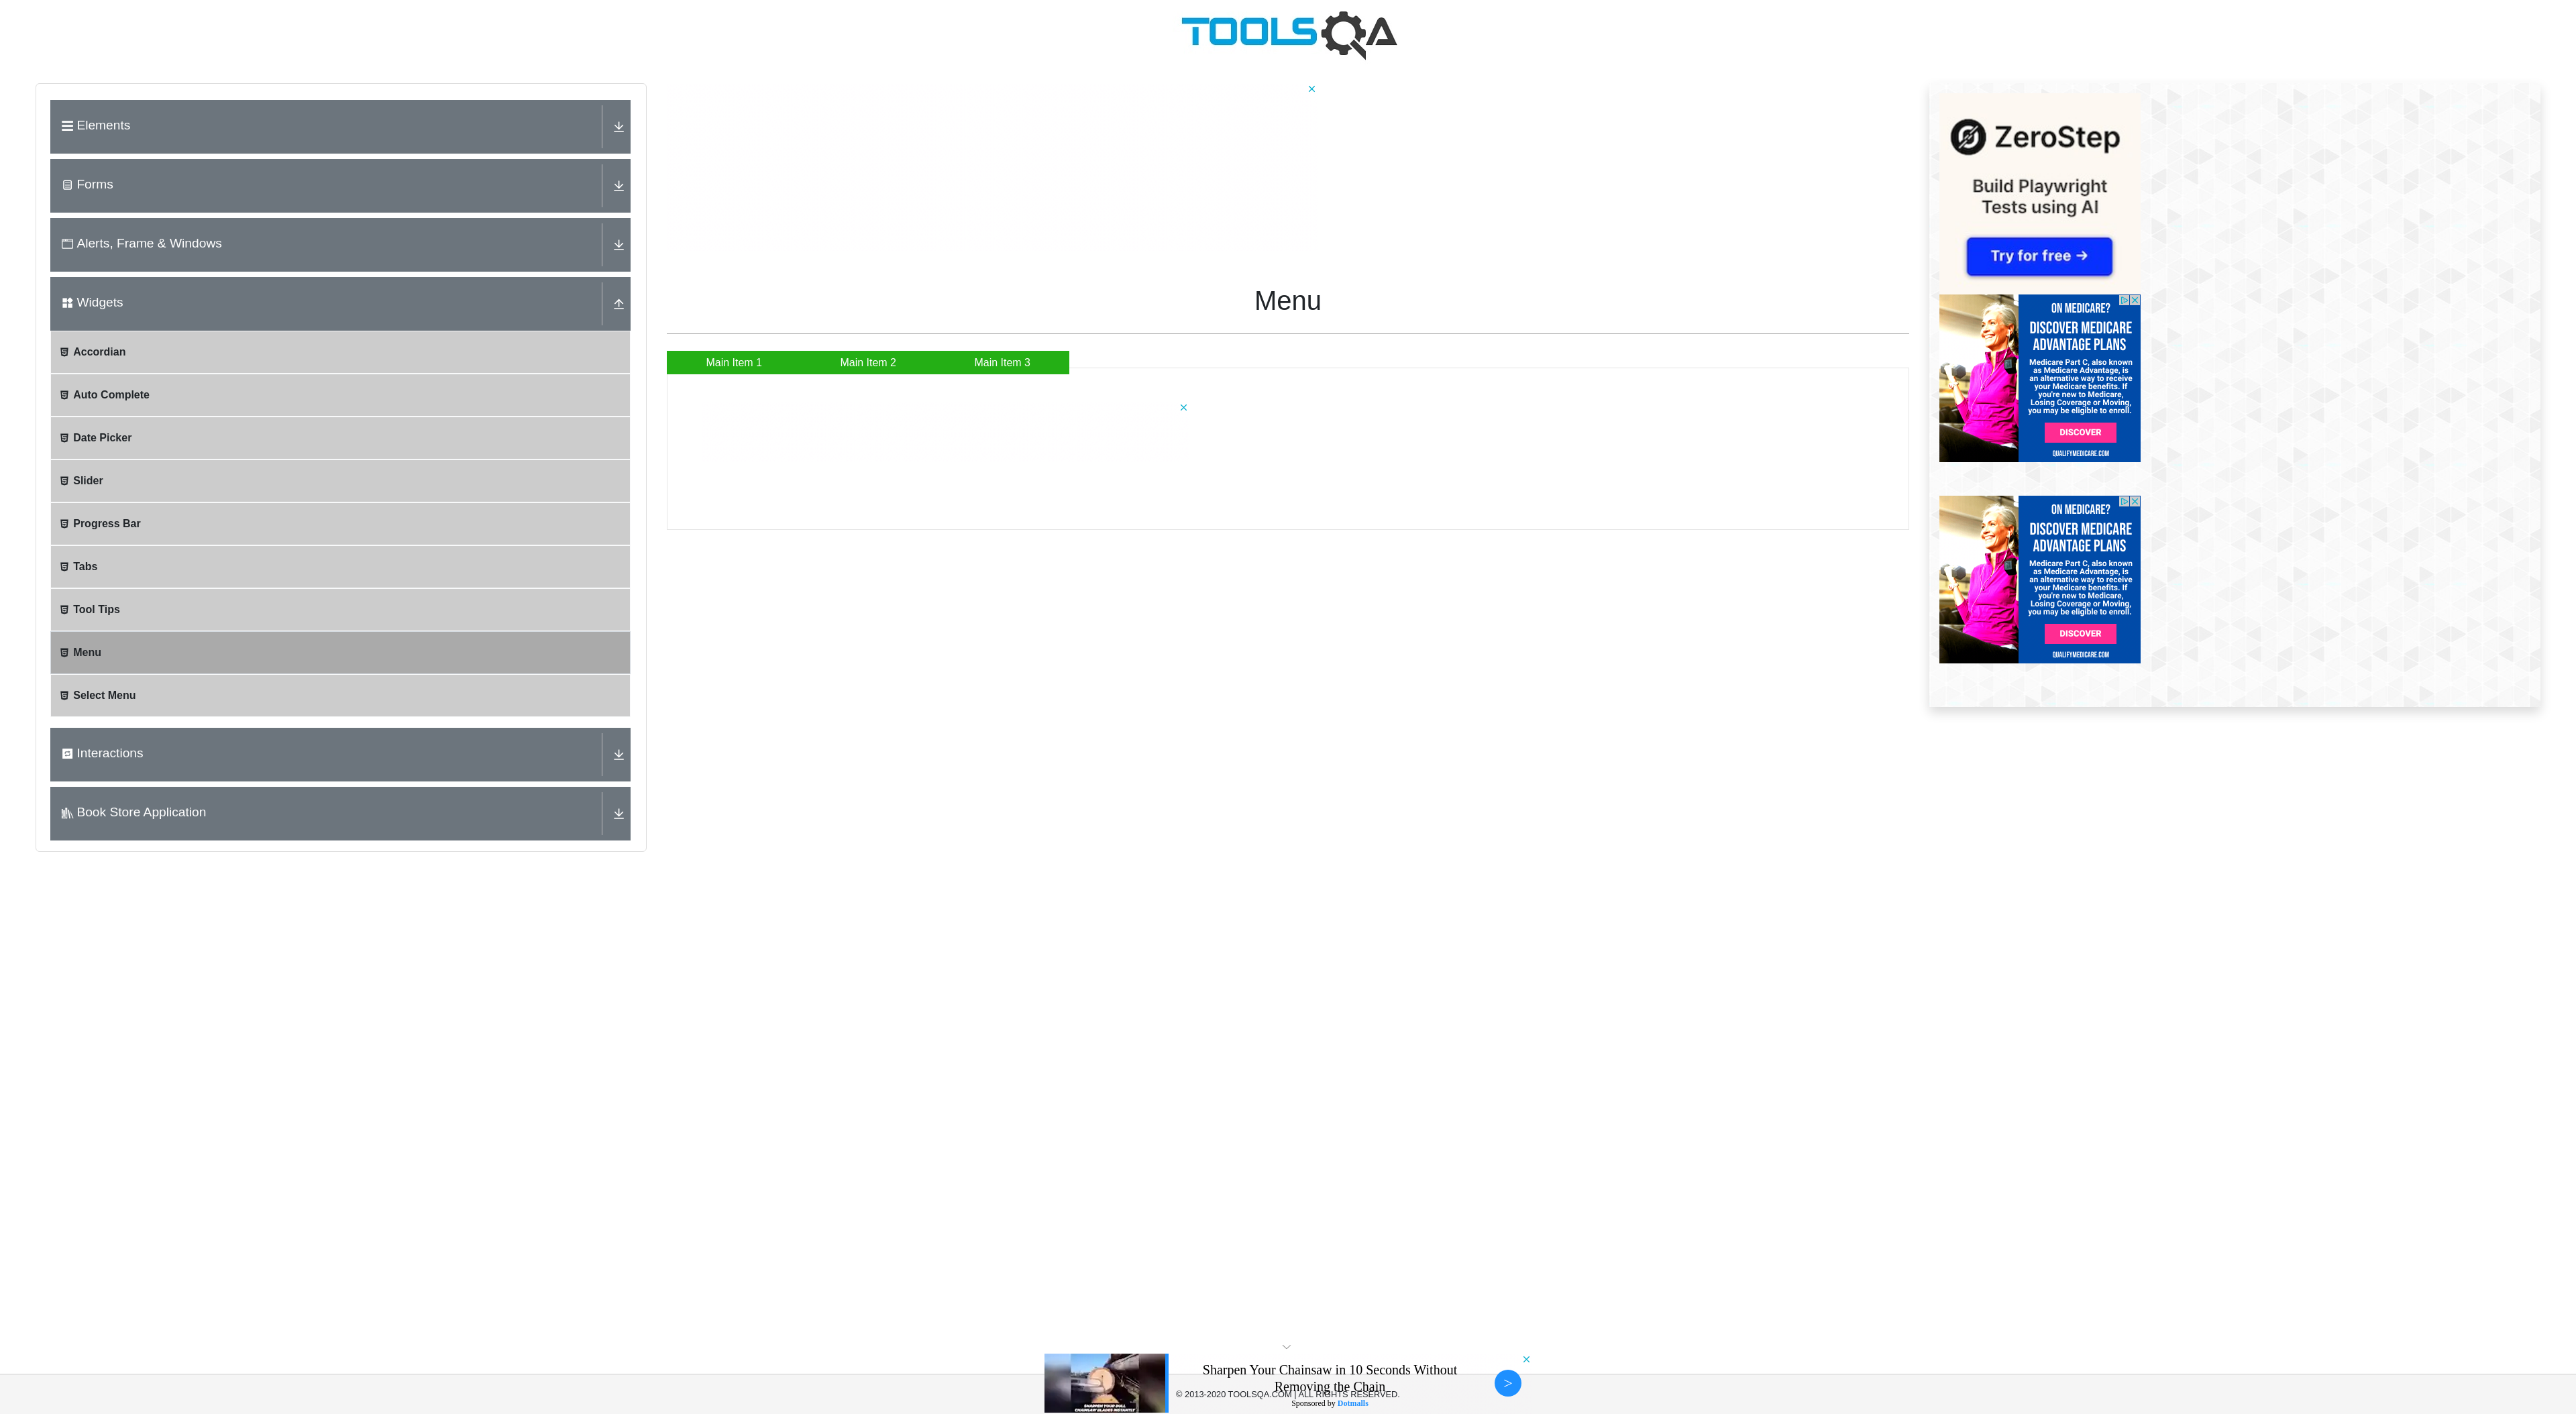 TOOLSQA
Elements
Forms
Alerts, Frame & Windows
Widgets
Accordian
Auto Complete
Date Picker
Slider
Progress Bar
Tabs
Tool Tips
Menu
Select Menu
Interactions
Book Store Application
Menu
Main Item 1
Main Item 2
Main Item 3
ZeroStep
Build Playwright
Tests using AI
Try for free →
ON MEDICARE?
DISCOVER MEDICARE
ADVANTAGE PLANS
Medicare Part C, also known
as Medicare Advantage, is
an alternative way to receive
your Medicare benefits. If
you're new to Medicare,
Losing Coverage or Moving,
you may be eligible to enroll.
DISCOVER
QUALIFYMEDICARE.COM
ON MEDICARE?
DISCOVER MEDICARE
ADVANTAGE PLANS
Medicare Part C, also known
as Medicare Advantage, is
an alternative way to receive
your Medicare benefits. If
you're new to Medicare,
Losing Coverage or Moving,
you may be eligible to enroll.
DISCOVER
QUALIFYMEDICARE.COM
SHARPEN YOUR DULL
CHAINSAW BLADES INSTANTLY
Sharpen Your Chainsaw in 10 Seconds Without
Removing the Chain
© 2013-2020 TOOLSQA.COM | ALL RIGHTS RESERVED.
Sponsored by Dotmalls